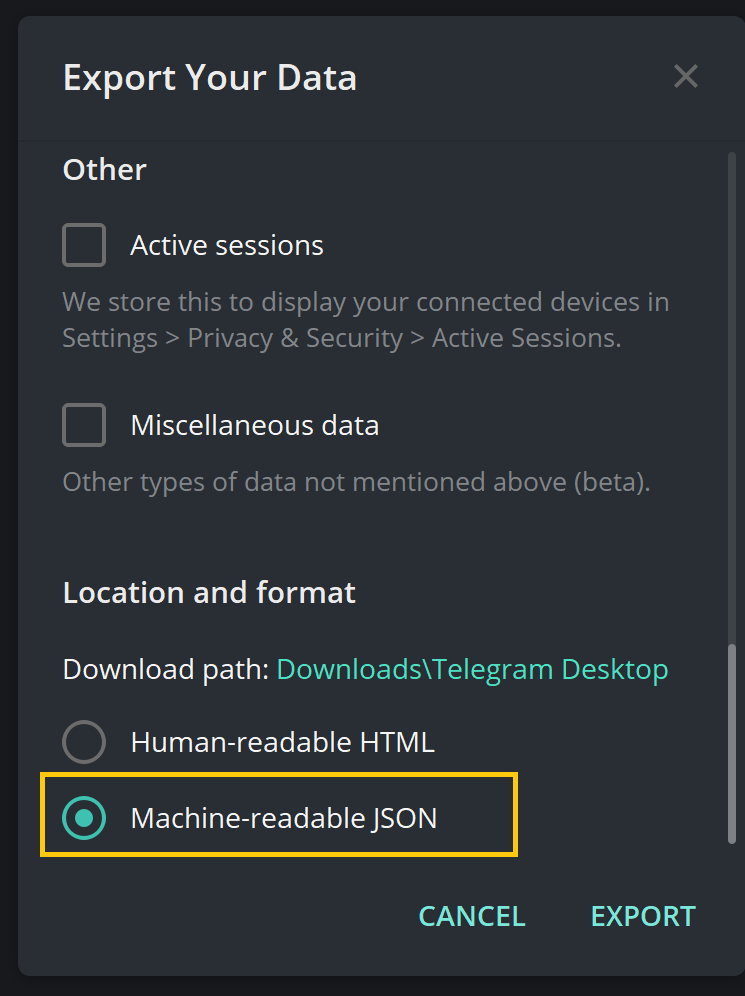 Export Your Data
Other
Active sessions
We store this to display your connected devices in
Settings > Privacy & Security > Active Sessions.
Miscellaneous data
Other types of data not mentioned above (beta).
Location and format
Download path: Downloads\Telegram Desktop
Human-readable HTML
Machine-readable JSON
CANCEL EXPORT